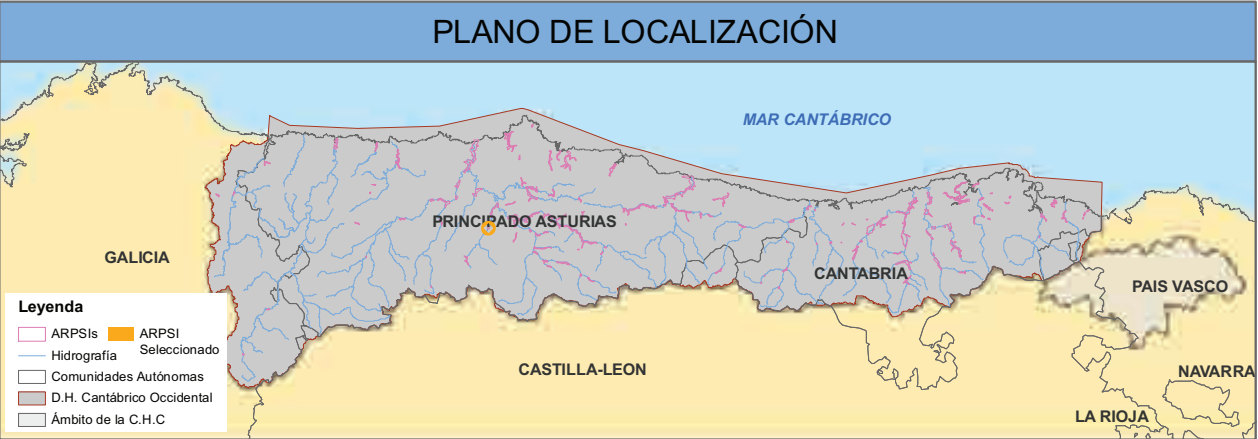 PLANO DE LOCALIZACIÓN
MAR CANTÁBRICO
PRINCIPADO ASTURIAS
GALICIA
CANTABRIA
PAIS VASCO
CASTILLA-LEON
NAVARRA
LA RIOJA
Leyenda
ARPSIs
ARPSI
Seleccionado
Hidrografía
Comunidades Autónomas
D.H. Cantábrico Occidental
Ámbito de la C.H.C